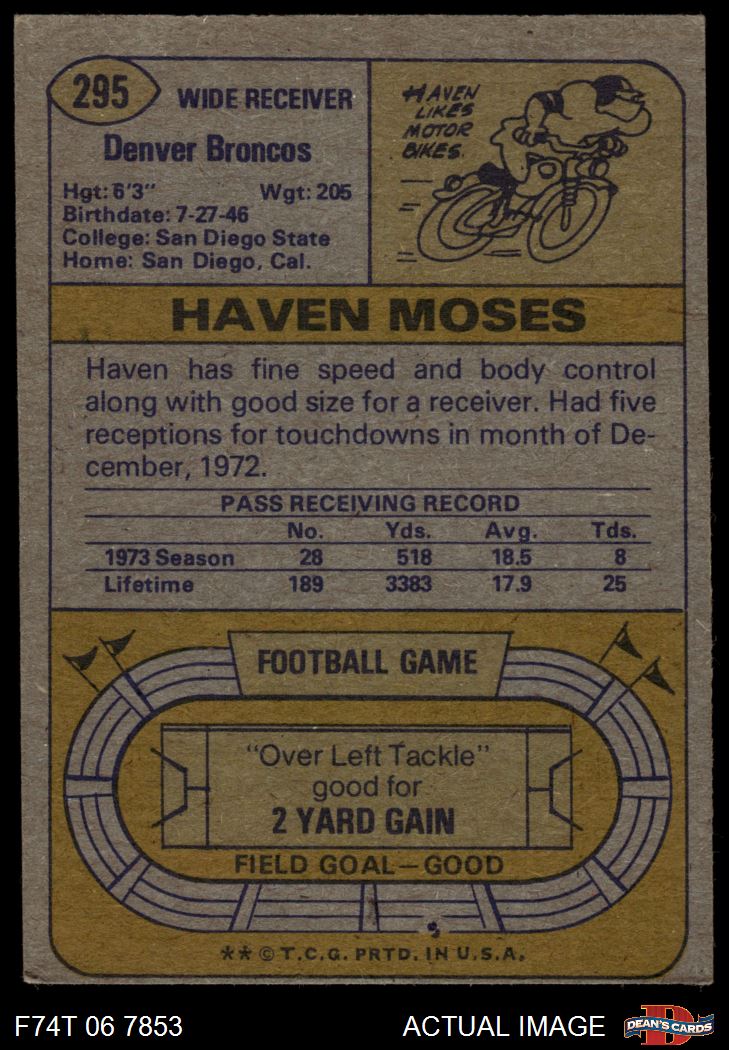 295
WIDE RECEIVER
Denver Broncos
Hgt: 6'3" Wgt: 205
Birthdate: 7-27-46
College: San Diego State
Home: San Diego, Cal.
HAVEN
LIKES
MOTOR
BIKES.
HAVEN MOSES
Haven has fine speed and body control
along with good size for a receiver. Had five
receptions for touchdowns in month of De-
cember, 1972.
PASS RECEIVING RECORD
No. Yds. Avg. Tds.
1973 Season 28 518 18.5 8
Lifetime 189 3383 17.9 25
FOOTBALL GAME
"Over Left Tackle"
good for
2 YARD GAIN
FIELD GOAL—GOOD
** © T.C.G. PRTD. IN U.S.A.
F74T 06 7853 ACTUAL IMAGE
D
DEAN'S CARDS